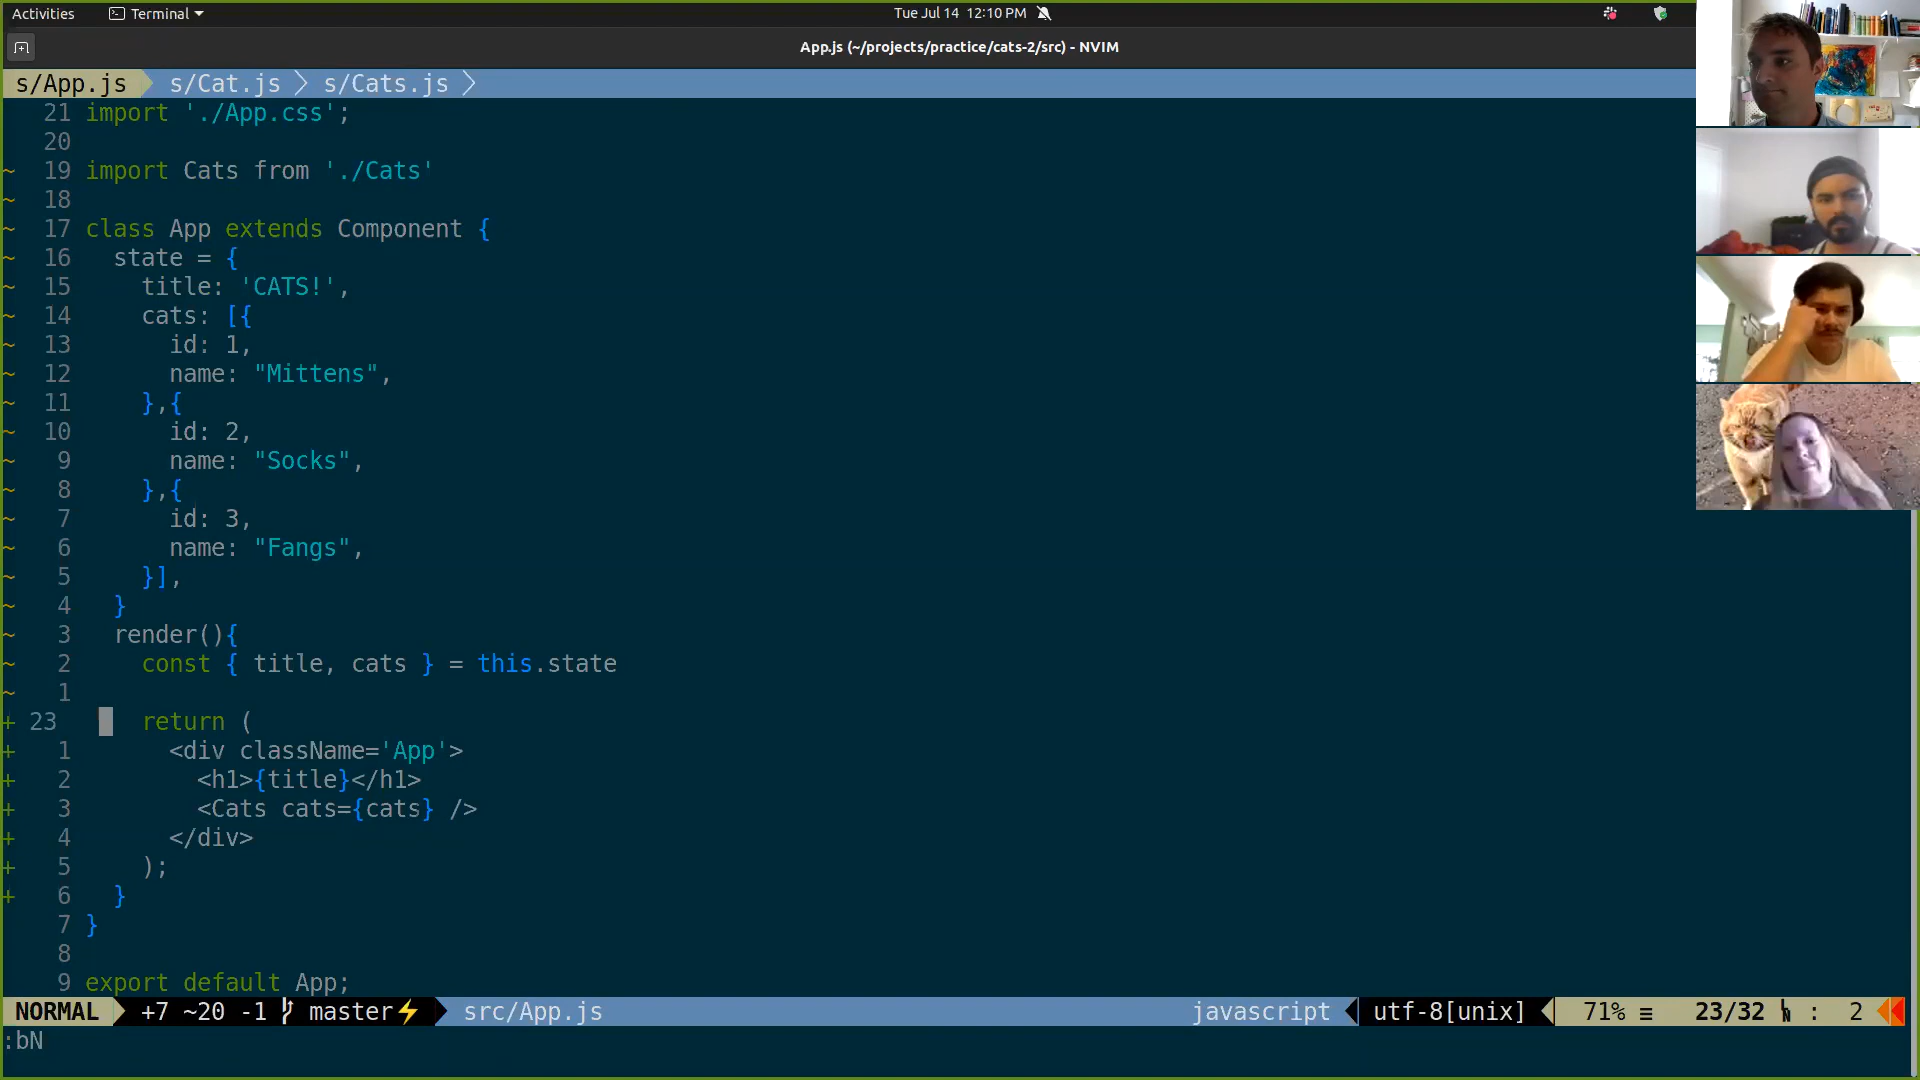 Activities Terminal Tue Jul 14 12:10 PM
App.js (~/projects/practice/cats-2/src) - NVIM
s/App.js s/Cat.js s/Cats.js
21 import './App.css';
20
~ 19 import Cats from './Cats'
~ 18
~ 17 class App extends Component {
~ 16 state = {
~ 15 title: 'CATS!',
~ 14 cats: [{
~ 13 id: 1,
~ 12 name: "Mittens",
~ 11 },{
~ 10 id: 2,
~ 9 name: "Socks",
~ 8 },{
~ 7 id: 3,
~ 6 name: "Fangs",
~ 5 }],
~ 4 }
~ 3 render(){
~ 2 const { title, cats } = this.state
~ 1
+ 23 return (
+ 1 <div className='App'>
+ 2 <h1>{title}</h1>
+ 3 <Cats cats={cats} />
+ 4 </div>
+ 5 );
+ 6 }
7 }
8
9 export default App;
NORMAL +7 ~20 -1 master⚡ src/App.js javascript utf-8[unix] 71% ≡ 23/32 : 2
:bN